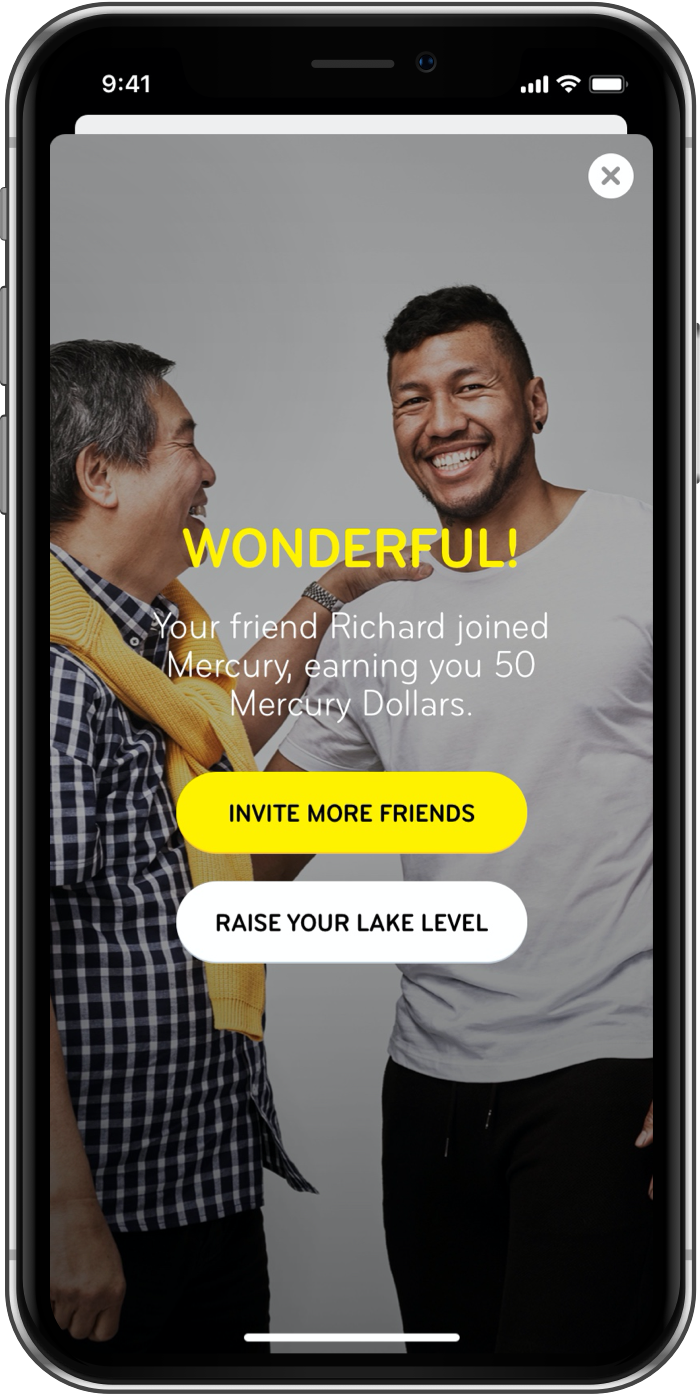 9:41
WONDERFUL!
Your friend Richard joined
Mercury, earning you 50
Mercury Dollars.
INVITE MORE FRIENDS
RAISE YOUR LAKE LEVEL